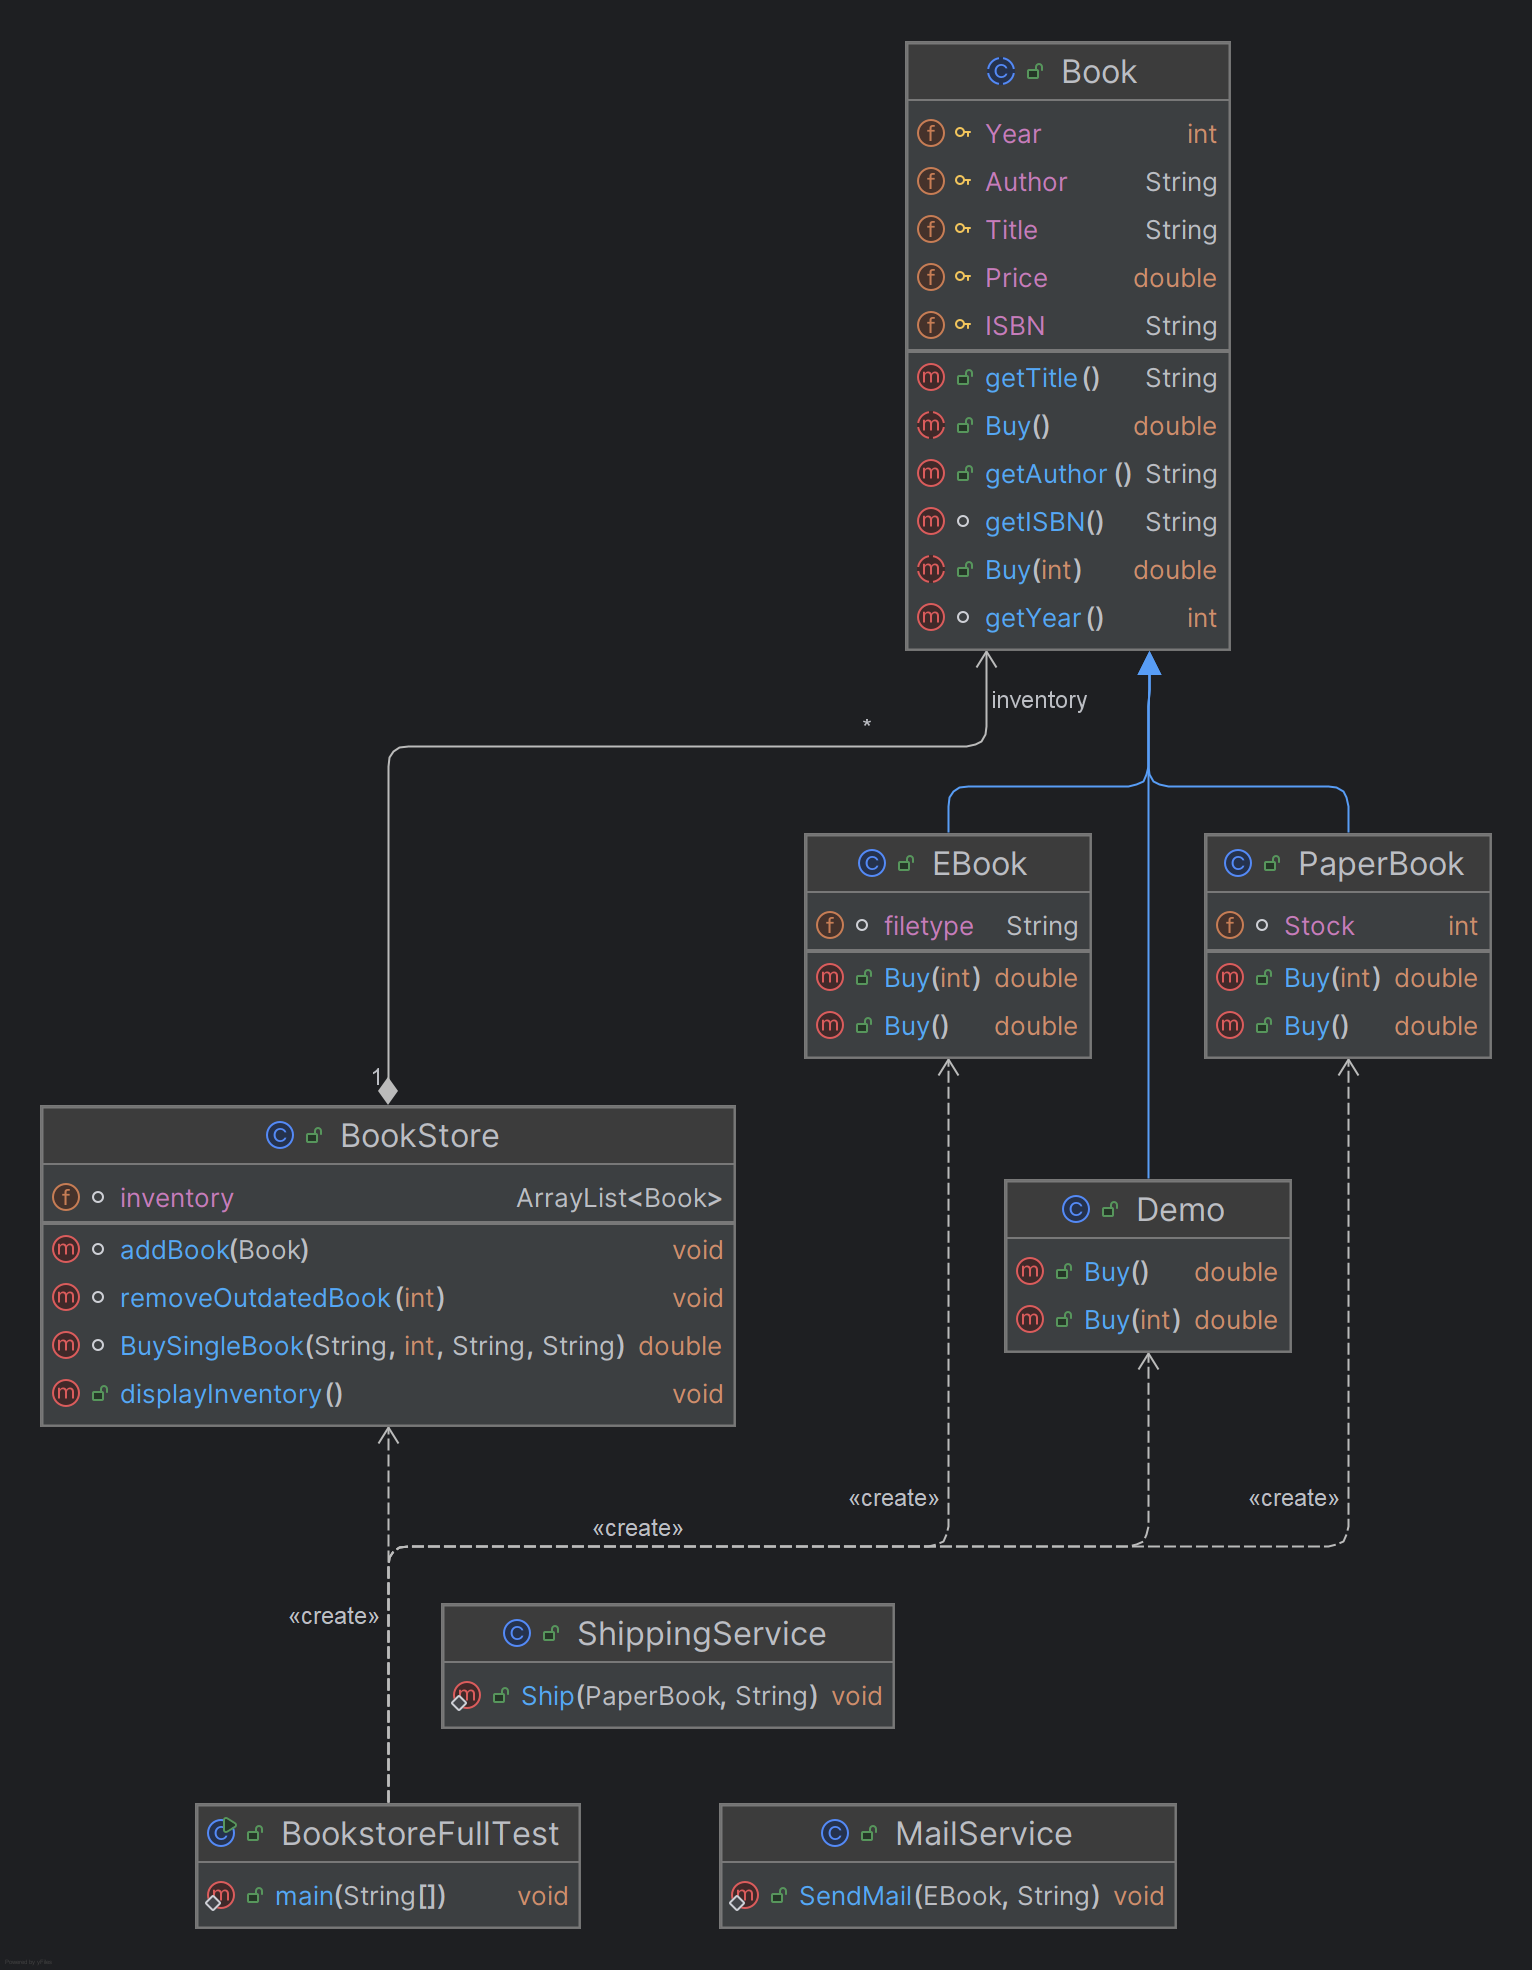 Book
Year int
Author String
Title String
Price double
ISBN String
getTitle() String
Buy() double
getAuthor() String
getISBN() String
Buy(int) double
getYear() int
inventory
*
EBook
filetype String
Buy(int) double
Buy() double
PaperBook
Stock int
Buy(int) double
Buy() double
1
BookStore
inventory ArrayList<Book>
addBook(Book) void
removeOutdatedBook(int) void
BuySingleBook(String, int, String, String) double
displayInventory() void
Demo
Buy() double
Buy(int) double
«create»
«create»
«create»
«create»
ShippingService
Ship(PaperBook, String) void
BookstoreFullTest
main(String[]) void
MailService
SendMail(EBook, String) void
Powered by yFiles